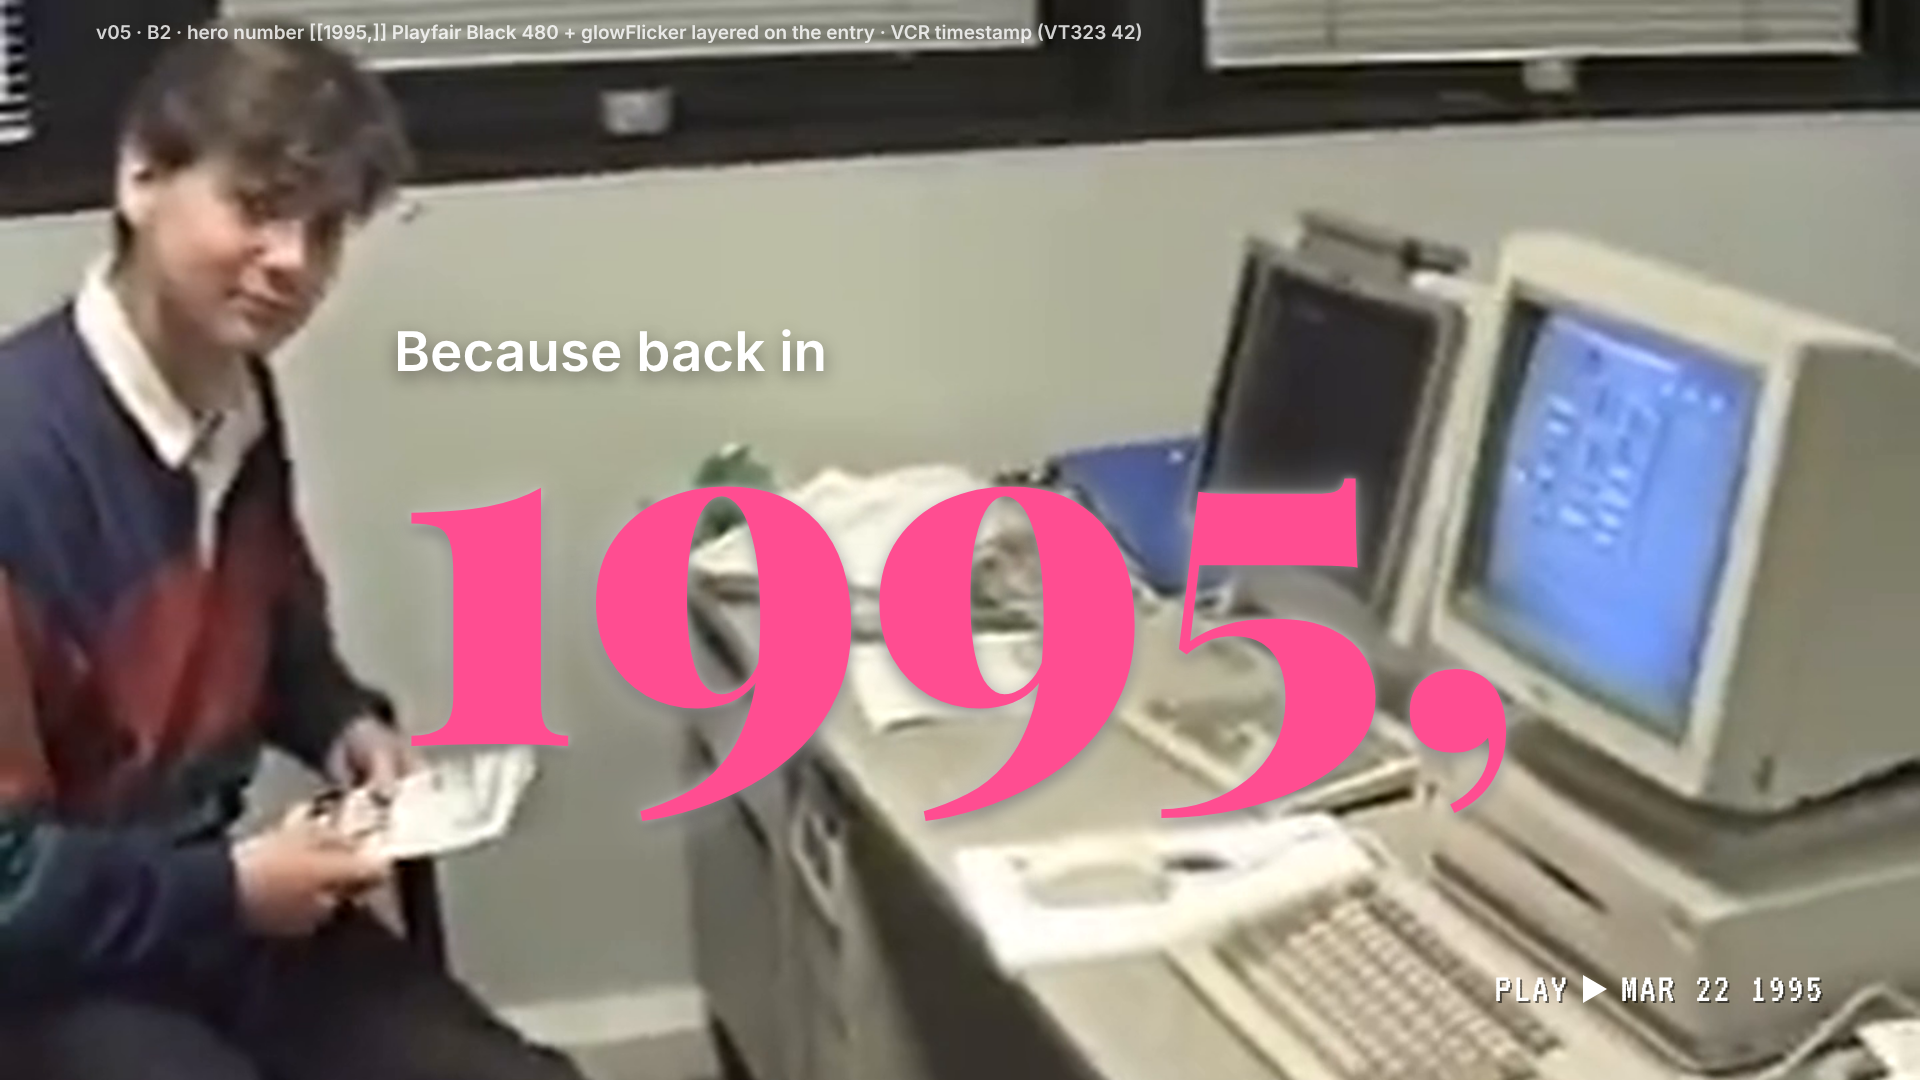 v05 · B2 · hero number [[1995,]] Playfair Black 480 + glowFlicker layered on the entry · VCR timestamp (VT323 42)
Because back in
1995,
PLAY ▶ MAR 22 1995